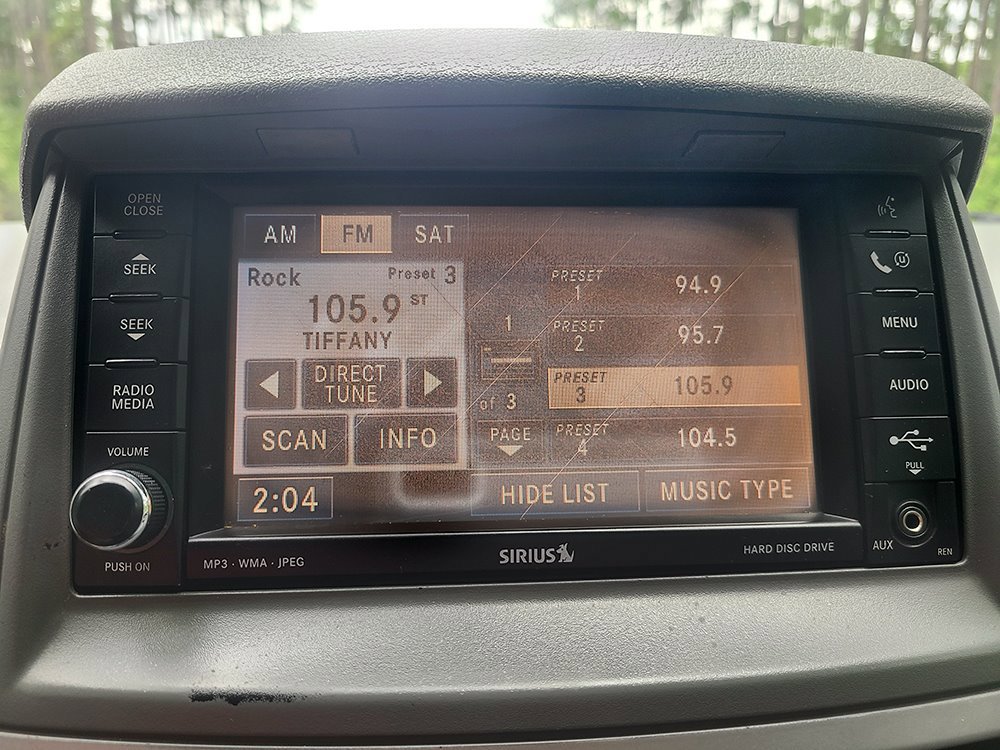 OPEN
CLOSE
SEEK
SEEK
RADIO
MEDIA
VOLUME
PUSH ON
AM FM SAT
Rock Preset 3
105.9 ST
TIFFANY
DIRECT
TUNE
SCAN INFO
2:04
1
of 3
PAGE
PRESET
1 94.9
PRESET
2 95.7
PRESET
3 105.9
PRESET
4 104.5
HIDE LIST MUSIC TYPE
MENU
AUDIO
PULL
AUX
REN
MP3 · WMA · JPEG
SIRIUS
HARD DISC DRIVE